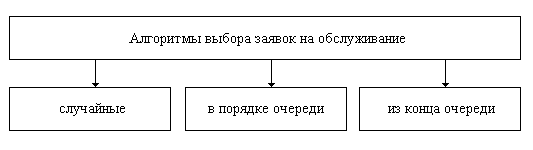 Алгоритмы выбора заявок на обслуживание
случайные
в порядке очереди
из конца очереди